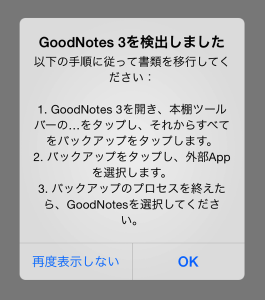 GoodNotes 3を検出しました
以下の手順に従って書類を移行してく
ださい：
1. GoodNotes 3を開き、本棚ツール
バーの…をタップし、それからすべて
をバックアップをタップします。
2. バックアップをタップし、外部App
を選択します。
3. バックアップのプロセスを終えた
ら、GoodNotesを選択してくださ
い。
再度表示しない
OK